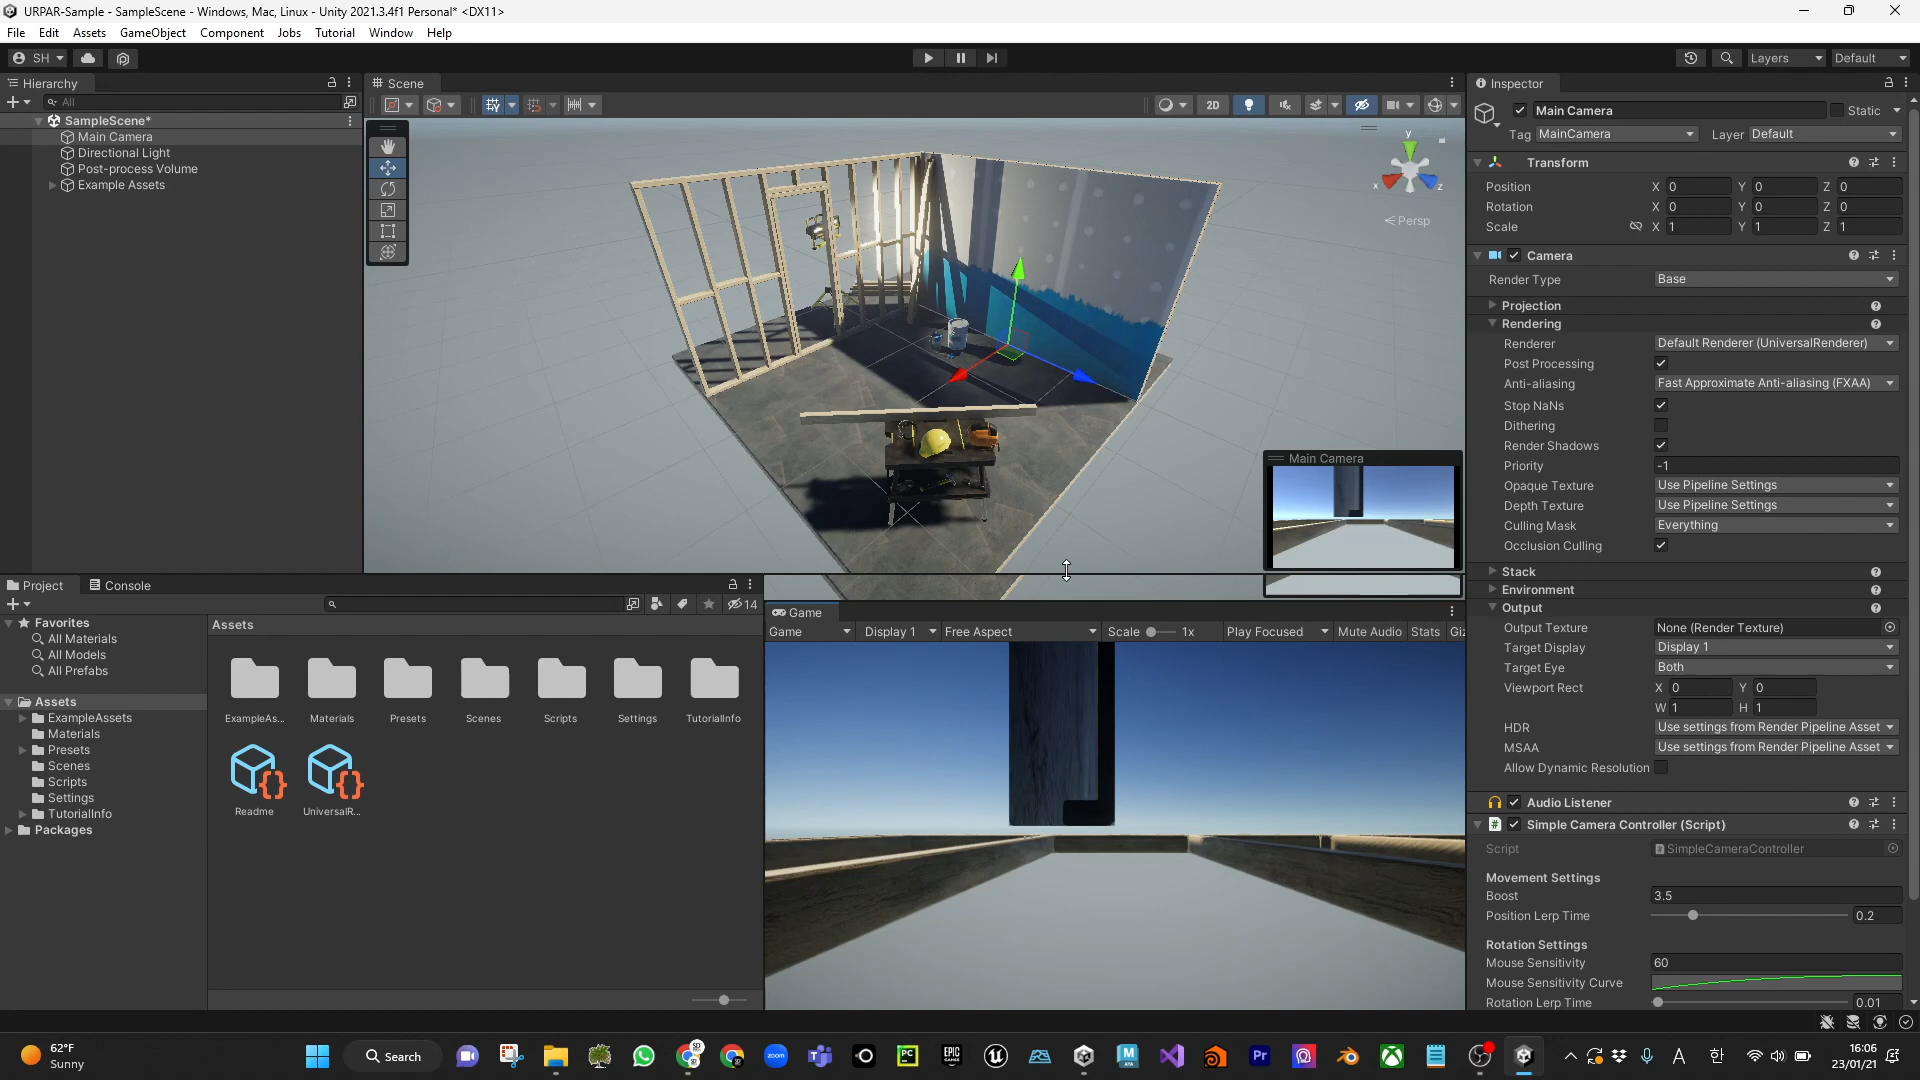 URPAR-Sample - SampleScene - Windows, Mac, Linux - Unity 2021.3.4f1 Personal* <DX11>
File Edit Assets GameObject Component Jobs Tutorial Window Help
SH Layers Default
Hierarchy
All
SampleScene*
Main Camera
Directional Light
Post-process Volume
Example Assets
Scene
2D
y
x z
Persp
Main Camera
Inspector
Main Camera Static
Tag MainCamera Layer Default
Transform
Position X 0 Y 0 Z 0
Rotation X 0 Y 0 Z 0
Scale X 1 Y 1 Z 1
Camera
Render Type Base
Projection
Rendering
Renderer Default Renderer (UniversalRenderer)
Post Processing
Anti-aliasing Fast Approximate Anti-aliasing (FXAA)
Stop NaNs
Dithering
Render Shadows
Priority -1
Opaque Texture Use Pipeline Settings
Depth Texture Use Pipeline Settings
Culling Mask Everything
Occlusion Culling
Stack
Environment
Output
Output Texture None (Render Texture)
Target Display Display 1
Target Eye Both
Viewport Rect X 0 Y 0
W 1 H 1
HDR Use settings from Render Pipeline Asset
MSAA Use settings from Render Pipeline Asset
Allow Dynamic Resolution
Audio Listener
Simple Camera Controller (Script)
Script SimpleCameraController
Movement Settings
Boost 3.5
Position Lerp Time 0.2
Rotation Settings
Mouse Sensitivity 60
Mouse Sensitivity Curve
Rotation Lerp Time 0.01
Project Console
14
Favorites
All Materials
All Models
All Prefabs
Assets
ExampleAssets
Materials
Presets
Scenes
Scripts
Settings
TutorialInfo
Packages
Assets
ExampleAs... Materials Presets Scenes Scripts Settings TutorialInfo
Readme UniversalR...
Game
Game Display 1 Free Aspect Scale 1x Play Focused Mute Audio Stats Giz
62°F
Sunny
Search
SD
zoom
PC
EPIC GAMES
M
AYA
Pr
A 한
16:06
23/01/21